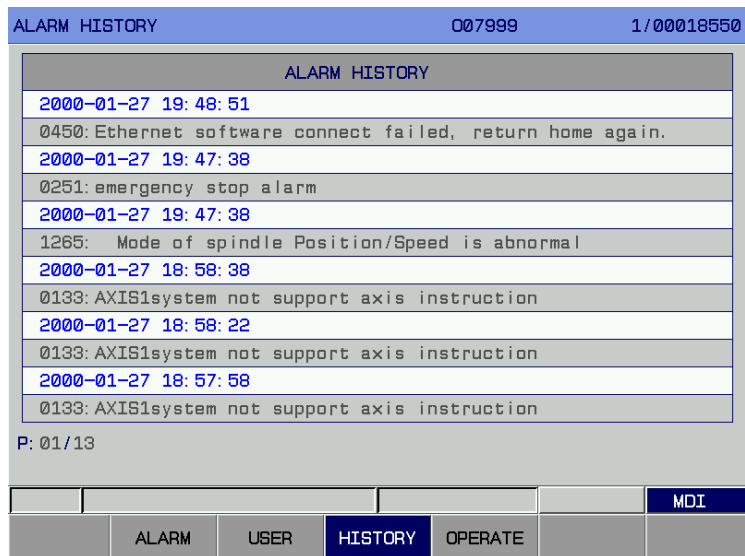 ALARM HISTORY O07999 1/00018550
ALARM HISTORY
2000-01-27 19:48:51
0450:Ethernet software connect failed, return home again.
2000-01-27 19:47:38
0251:emergency stop alarm
2000-01-27 19:47:38
1265: Mode of spindle Position/Speed is abnormal
2000-01-27 18:58:38
0133:AXIS1system not support axis instruction
2000-01-27 18:58:22
0133:AXIS1system not support axis instruction
2000-01-27 18:57:58
0133:AXIS1system not support axis instruction
P:01/13
MDI
ALARM USER HISTORY OPERATE